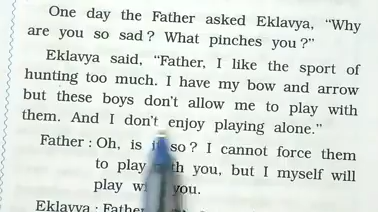 One day the Father asked Eklavya, “Why
are you so sad? What pinches you?”
Eklavya said, “Father, I like the sport of
hunting too much. I have my bow and arrow
but these boys don’t allow me to play with
them. And I don’t enjoy playing alone.”
Father : Oh, is so? I cannot force them
to play you, but I myself will
play you.
Eklavya : Father